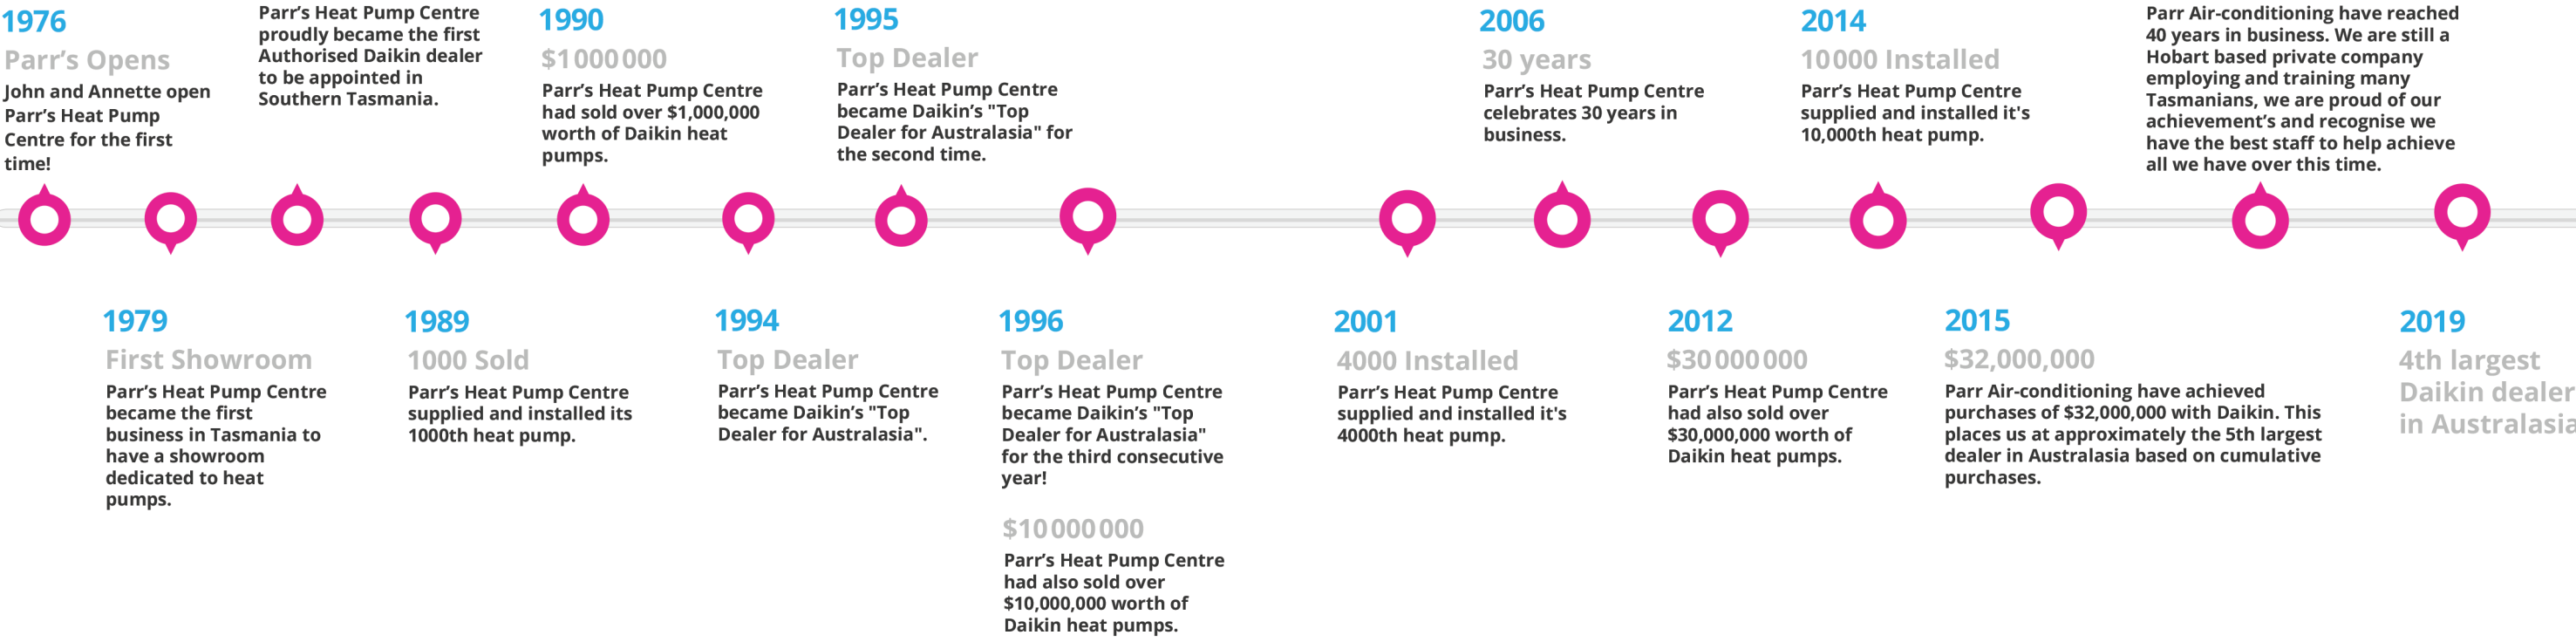 1976
Parr's Opens
John and Annette open
Parr's Heat Pump
Centre for the first
time!
1979
First Showroom
Parr's Heat Pump Centre
became the first
business in Tasmania to
have a showroom
dedicated to heat
pumps.
Parr's Heat Pump Centre
proudly became the first
Authorised Daikin dealer
to be appointed in
Southern Tasmania.
1989
1000 Sold
Parr's Heat Pump Centre
supplied and installed its
1000th heat pump.
1990
$1 000 000
Parr's Heat Pump Centre
had sold over $1,000,000
worth of Daikin heat
pumps.
1994
Top Dealer
Parr's Heat Pump Centre
became Daikin's "Top
Dealer for Australasia".
1995
Top Dealer
Parr's Heat Pump Centre
became Daikin's "Top
Dealer for Australasia" for
the second time.
1996
Top Dealer
Parr's Heat Pump Centre
became Daikin's "Top
Dealer for Australasia"
for the third consecutive
year!
$10 000 000
Parr's Heat Pump Centre
had also sold over
$10,000,000 worth of
Daikin heat pumps.
2001
4000 Installed
Parr's Heat Pump Centre
supplied and installed it's
4000th heat pump.
2006
30 years
Parr's Heat Pump Centre
celebrates 30 years in
business.
2012
$30 000 000
Parr's Heat Pump Centre
had also sold over
$30,000,000 worth of
Daikin heat pumps.
2014
10 000 Installed
Parr's Heat Pump Centre
supplied and installed it's
10,000th heat pump.
2015
$32,000,000
Parr Air-conditioning have achieved
purchases of $32,000,000 with Daikin. This
places us at approximately the 5th largest
dealer in Australasia based on cumulative
purchases.
Parr Air-conditioning have reached
40 years in business. We are still a
Hobart based private company
employing and training many
Tasmanians, we are proud of our
achievement's and recognise we
have the best staff to help achieve
all we have over this time.
2019
4th largest
Daikin dealer
in Australasia